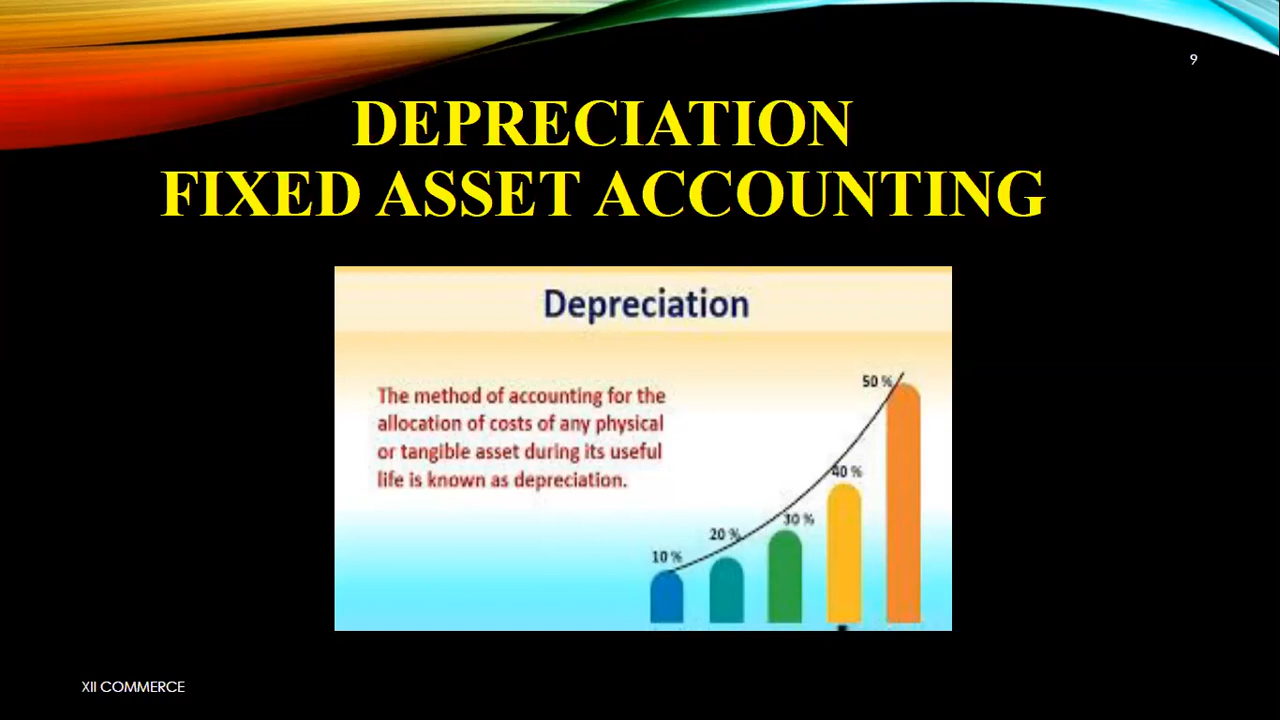 9
DEPRECIATION
FIXED ASSET ACCOUNTING
Depreciation
The method of accounting for the
allocation of costs of any physical
or tangible asset during its useful
life is known as depreciation.
10 %
20 %
30 %
40 %
50 %
XII COMMERCE